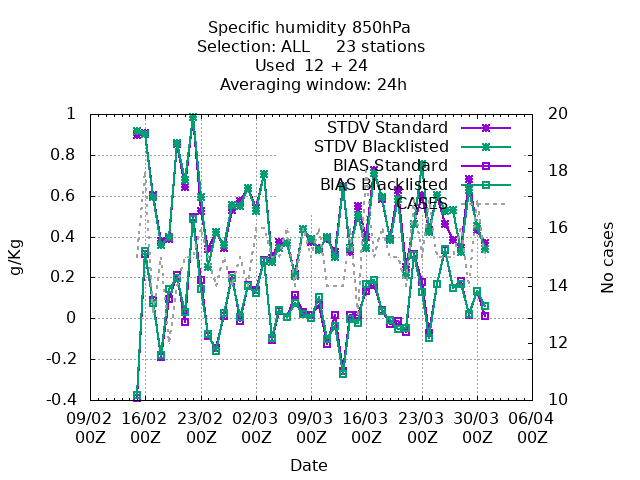 Specific humidity 850hPa
Selection: ALL 23 stations
Used 12 + 24
Averaging window: 24h
STDV Standard
STDV Blacklisted
BIAS Standard
BIAS Blacklisted
CASES
1
0.8
0.6
0.4
0.2
0
-0.2
-0.4
g/Kg
20
18
16
14
12
10
No cases
09/02 16/02 23/02 02/03 09/03 16/03 23/03 30/03 06/04
00Z 00Z 00Z 00Z 00Z 00Z 00Z 00Z 00Z
Date